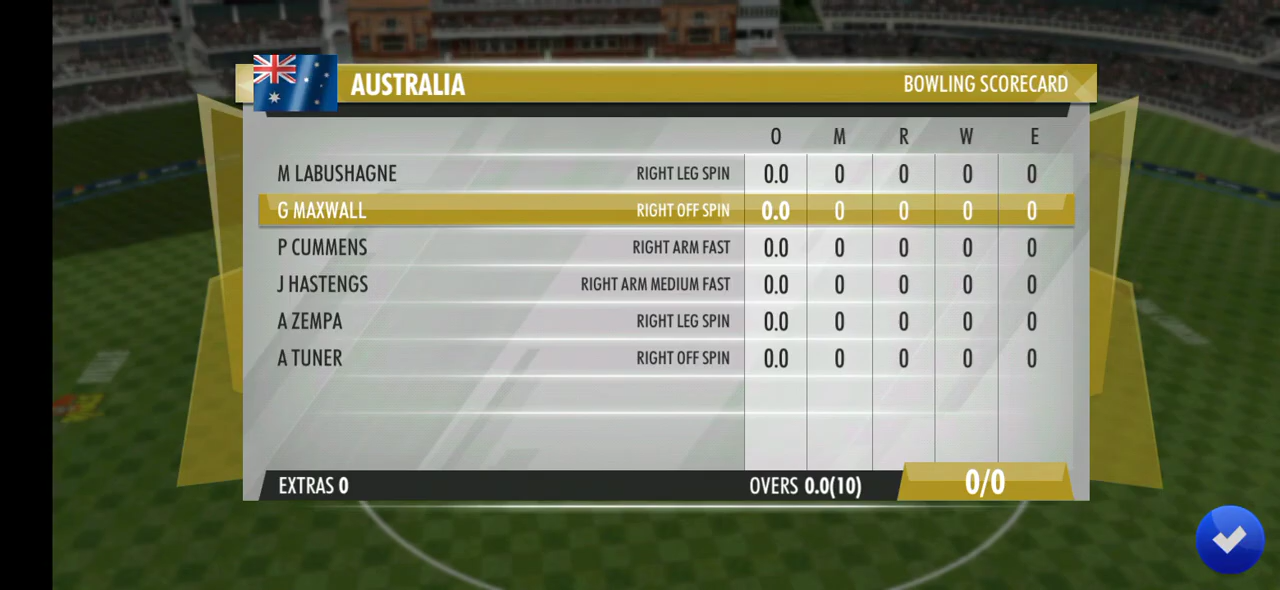 AUSTRALIA BOWLING SCORECARD
O M R W E
M LABUSHAGNE RIGHT LEG SPIN 0.0 0 0 0 0
G MAXWALL RIGHT OFF SPIN 0.0 0 0 0 0
P CUMMENS RIGHT ARM FAST 0.0 0 0 0 0
J HASTENGS RIGHT ARM MEDIUM FAST 0.0 0 0 0 0
A ZEMPA RIGHT LEG SPIN 0.0 0 0 0 0
A TUNER RIGHT OFF SPIN 0.0 0 0 0 0
EXTRAS 0 OVERS 0.0(10) 0/0